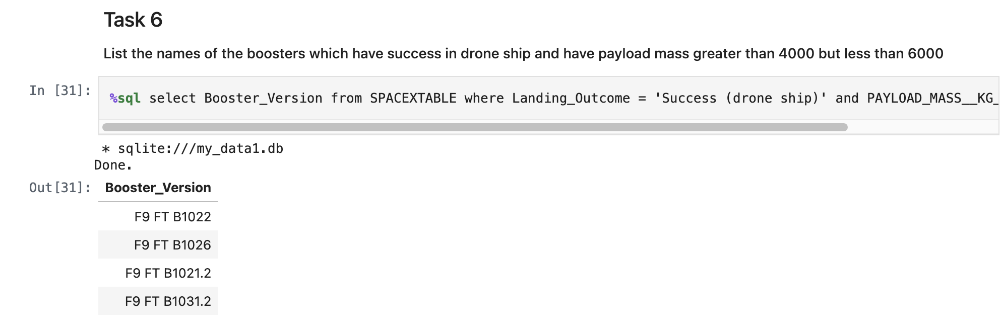 Task 6
List the names of the boosters which have success in drone ship and have payload mass greater than 4000 but less than 6000
In [31]: %sql select Booster_Version from SPACEXTABLE where Landing_Outcome = 'Success (drone ship)' and PAYLOAD_MASS__KG_
* sqlite:///my_data1.db
Done.
Out[31]: Booster_Version
F9 FT B1022
F9 FT B1026
F9 FT B1021.2
F9 FT B1031.2